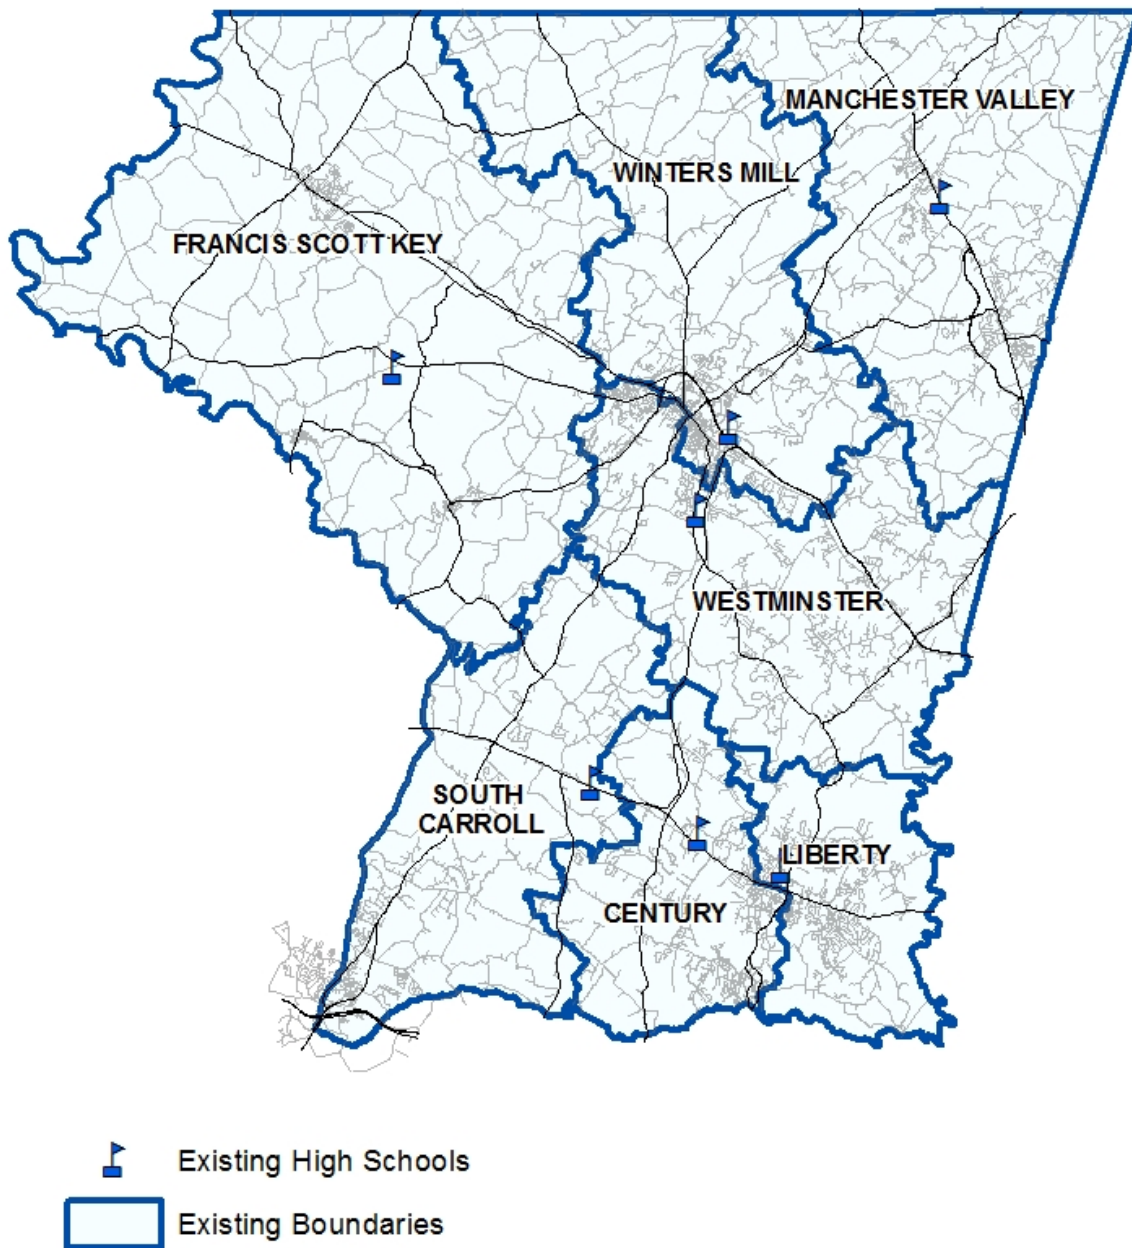 MANCHESTER VALLEY
WINTERS MILL
FRANCIS SCOTT KEY
WESTMINSTER
SOUTH
CARROLL
LIBERTY
CENTURY
Existing High Schools
Existing Boundaries